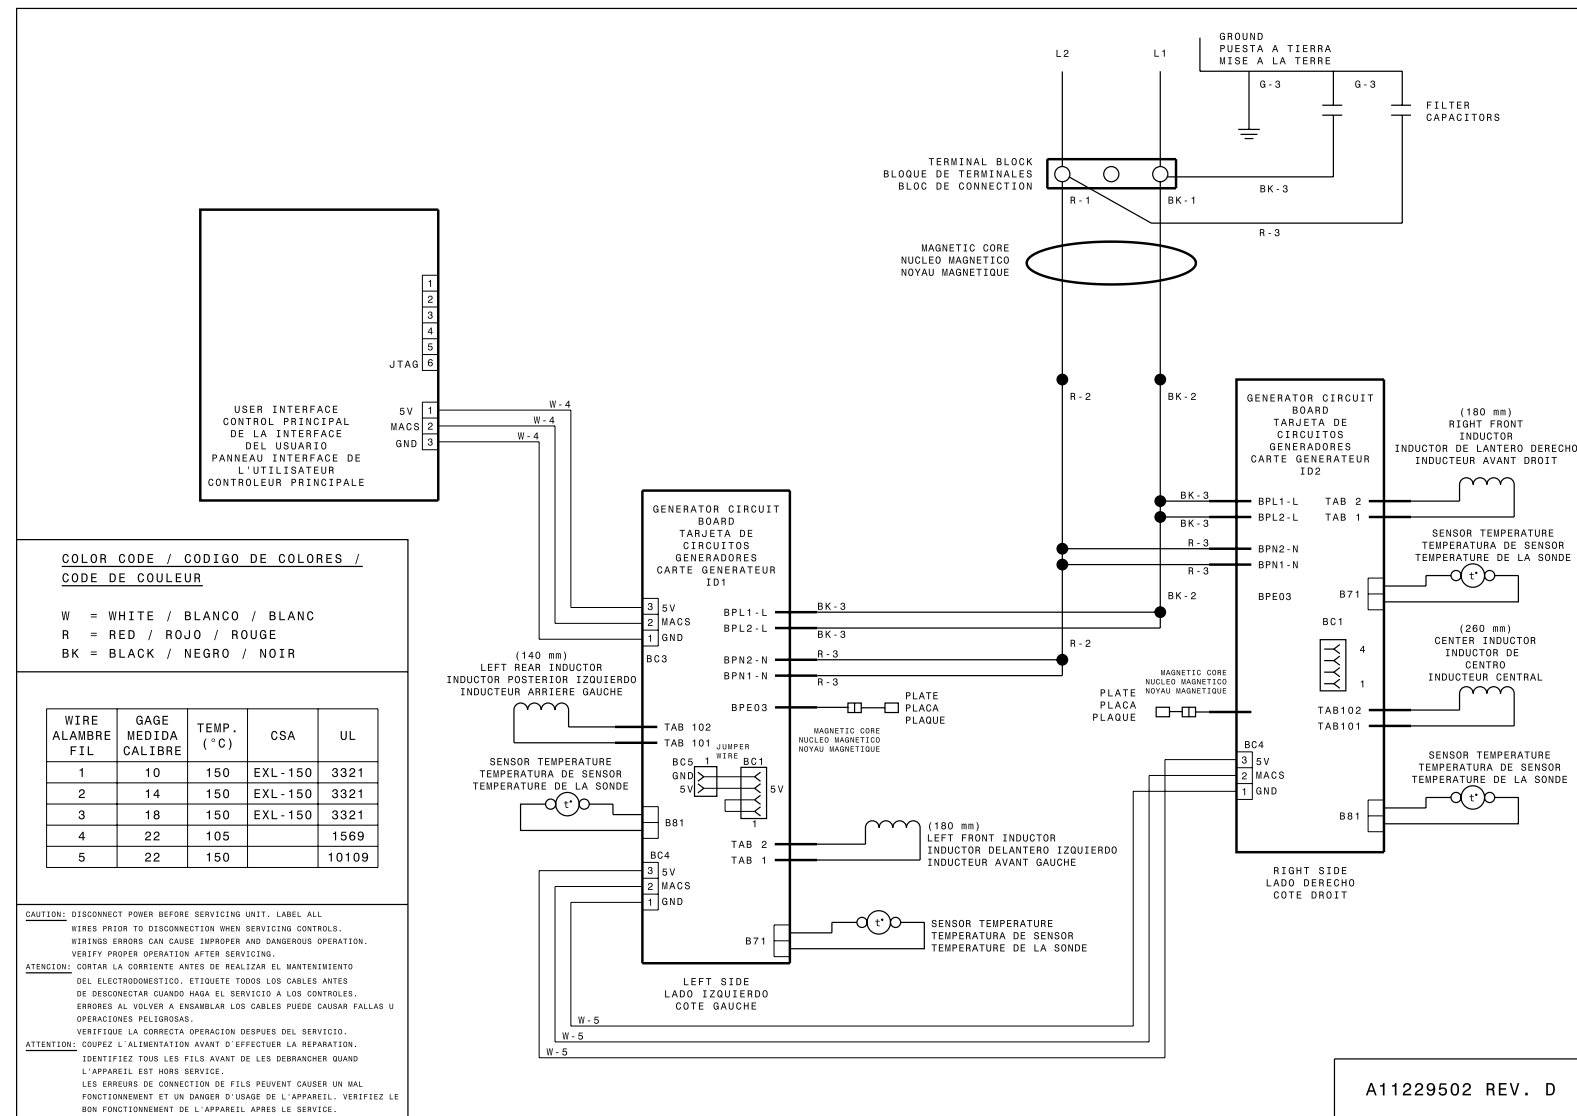 L2
L1
GROUND
PUESTA A TIERRA
MISE A LA TERRE
G-3
G-3
FILTER
CAPACITORS
TERMINAL BLOCK
BLOQUE DE TERMINALES
BLOC DE CONNECTION
BK-3
R-1
BK-1
R-3
MAGNETIC CORE
NUCLEO MAGNETICO
NOYAU MAGNETIQUE
1
2
3
4
5
JTAG 6
USER INTERFACE
CONTROL PRINCIPAL
DE LA INTERFACE
DEL USUARIO
PANNEAU INTERFACE DE
L'UTILISATEUR
CONTROLEUR PRINCIPALE
5V 1
MACS 2
GND 3
W-4
W-4
W-4
R-2
BK-2
GENERATOR CIRCUIT
BOARD
TARJETA DE
CIRCUITOS
GENERADORES
CARTE GENERATEUR
ID2
(180 mm)
RIGHT FRONT
INDUCTOR
INDUCTOR DE LANTERO DERECHO
INDUCTEUR AVANT DROIT
BK-3
BPL1-L
TAB 2
BK-3
BPL2-L
TAB 1
R-3
BPN2-N
R-3
BPN1-N
SENSOR TEMPERATURE
TEMPERATURA DE SENSOR
TEMPERATURE DE LA SONDE
t°
BPE03
B71
BC1
4
1
(260 mm)
CENTER INDUCTOR
INDUCTOR DE
CENTRO
INDUCTEUR CENTRAL
MAGNETIC CORE
NUCLEO MAGNETICO
NOYAU MAGNETIQUE
PLATE
PLACA
PLAQUE
TAB102
TAB101
BC4
3 5V
2 MACS
1 GND
SENSOR TEMPERATURE
TEMPERATURA DE SENSOR
TEMPERATURE DE LA SONDE
t°
B81
RIGHT SIDE
LADO DERECHO
COTE DROIT
GENERATOR CIRCUIT
BOARD
TARJETA DE
CIRCUITOS
GENERADORES
CARTE GENERATEUR
ID1
3 5V
2 MACS
1 GND
BC3
BPL1-L
BK-3
BK-2
BPL2-L
BK-3
R-2
BPN2-N
R-3
BPN1-N
R-3
BPE03
PLATE
PLACA
PLAQUE
MAGNETIC CORE
NUCLEO MAGNETICO
NOYAU MAGNETIQUE
(140 mm)
LEFT REAR INDUCTOR
INDUCTOR POSTERIOR IZQUIERDO
INDUCTEUR ARRIERE GAUCHE
TAB 102
TAB 101
JUMPER
WIRE
BC5 1
BC1
GND
5V
5V
1
SENSOR TEMPERATURE
TEMPERATURA DE SENSOR
TEMPERATURE DE LA SONDE
t°
B81
TAB 2
TAB 1
(180 mm)
LEFT FRONT INDUCTOR
INDUCTOR DELANTERO IZQUIERDO
INDUCTEUR AVANT GAUCHE
BC4
3 5V
2 MACS
1 GND
B71
t°
SENSOR TEMPERATURE
TEMPERATURA DE SENSOR
TEMPERATURE DE LA SONDE
LEFT SIDE
LADO IZQUIERDO
COTE GAUCHE
W-5
W-5
W-5
COLOR CODE / CODIGO DE COLORES /
CODE DE COULEUR
W = WHITE / BLANCO / BLANC
R = RED / ROJO / ROUGE
BK = BLACK / NEGRO / NOIR
WIRE ALAMBRE FIL GAGE MEDIDA CALIBRE TEMP. (°C) CSA UL
1 10 150 EXL-150 3321
2 14 150 EXL-150 3321
3 18 150 EXL-150 3321
4 22 105 1569
5 22 150 10109
CAUTION: DISCONNECT POWER BEFORE SERVICING UNIT. LABEL ALL
WIRES PRIOR TO DISCONNECTION WHEN SERVICING CONTROLS.
WIRINGS ERRORS CAN CAUSE IMPROPER AND DANGEROUS OPERATION.
VERIFY PROPER OPERATION AFTER SERVICING.
ATENCION: CORTAR LA CORRIENTE ANTES DE REALIZAR EL MANTENIMIENTO
DEL ELECTRODOMESTICO. ETIQUETE TODOS LOS CABLES ANTES
DE DESCONECTAR CUANDO HAGA EL SERVICIO A LOS CONTROLES.
ERRORES AL VOLVER A ENSAMBLAR LOS CABLES PUEDE CAUSAR FALLAS U
OPERACIONES PELIGROSAS.
VERIFIQUE LA CORRECTA OPERACION DESPUES DEL SERVICIO.
ATTENTION: COUPEZ L`ALIMENTATION AVANT D`EFFECTUER LA REPARATION.
IDENTIFIEZ TOUS LES FILS AVANT DE LES DEBRANCHER QUAND
L'APPAREIL EST HORS SERVICE.
LES ERREURS DE CONNECTION DE FILS PEUVENT CAUSER UN MAL
FONCTIONNEMENT ET UN DANGER D'USAGE DE L'APPAREIL. VERIFIEZ LE
BON FONCTIONNEMENT DE L'APPAREIL APRES LE SERVICE.
A11229502 REV. D